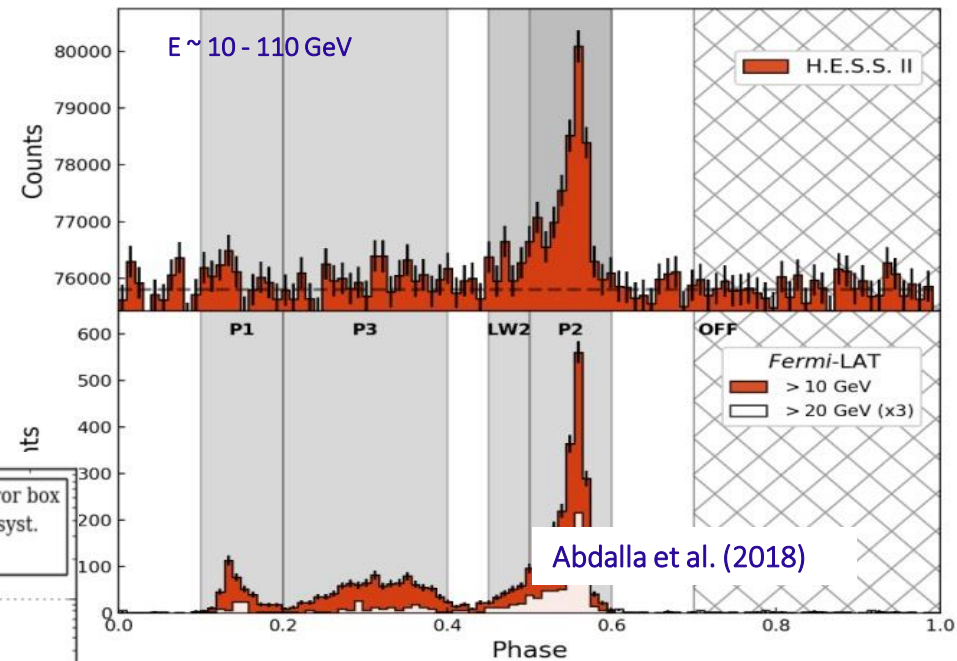 E ~ 10 - 110 GeV
H.E.S.S. II
80000
79000
78000
77000
76000
Counts
P1
P3
LW2
P2
OFF
Fermi-LAT
> 10 GeV
> 20 GeV (x3)
600
500
400
300
200
100
0
nts
or box
syst.
Abdalla et al. (2018)
0.0
0.2
0.4
0.6
0.8
1.0
Phase